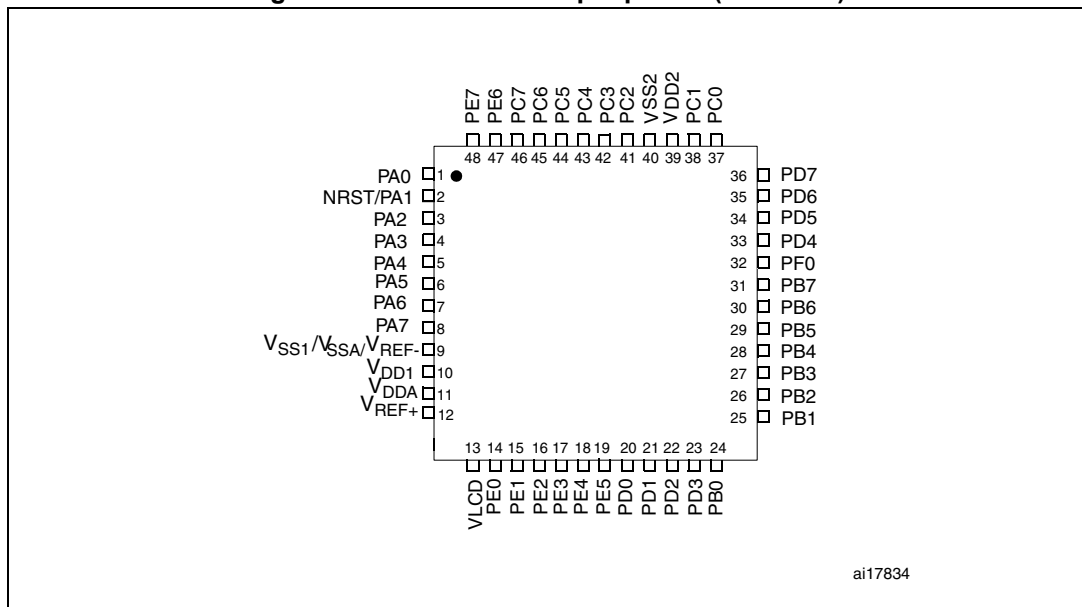 PE7 PE6 PC7 PC6 PC5 PC4 PC3 PC2 VSS2 VDD2 PC1 PC0
48 47 46 45 44 43 42 41 40 39 38 37
PA0 1 36 PD7
NRST/PA1 2 35 PD6
PA2 3 34 PD5
PA3 4 33 PD4
PA4 5 32 PF0
PA5 6 31 PB7
PA6 7 30 PB6
PA7 8 29 PB5
VSS1/VSSA/VREF- 9 28 PB4
VDD1 10 27 PB3
VDDA 11 26 PB2
VREF+ 12 25 PB1
13 14 15 16 17 18 19 20 21 22 23 24
VLCD PE0 PE1 PE2 PE3 PE4 PE5 PD0 PD1 PD2 PD3 PB0
ai17834